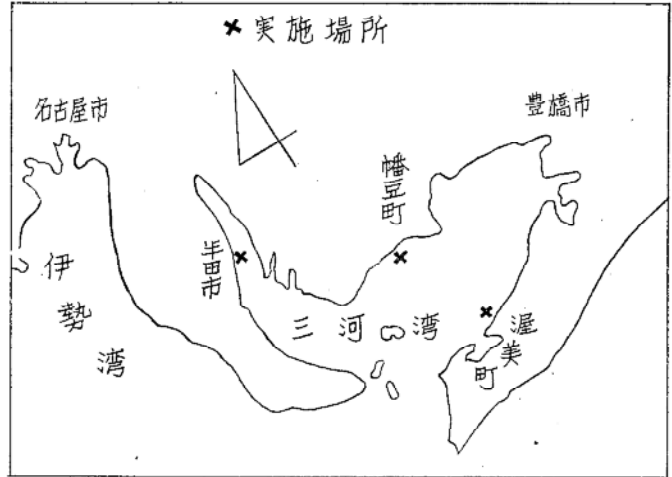 ×実施場所
名古屋市
豊橋市
幡豆町
半田市
伊勢湾
三河湾
渥美町